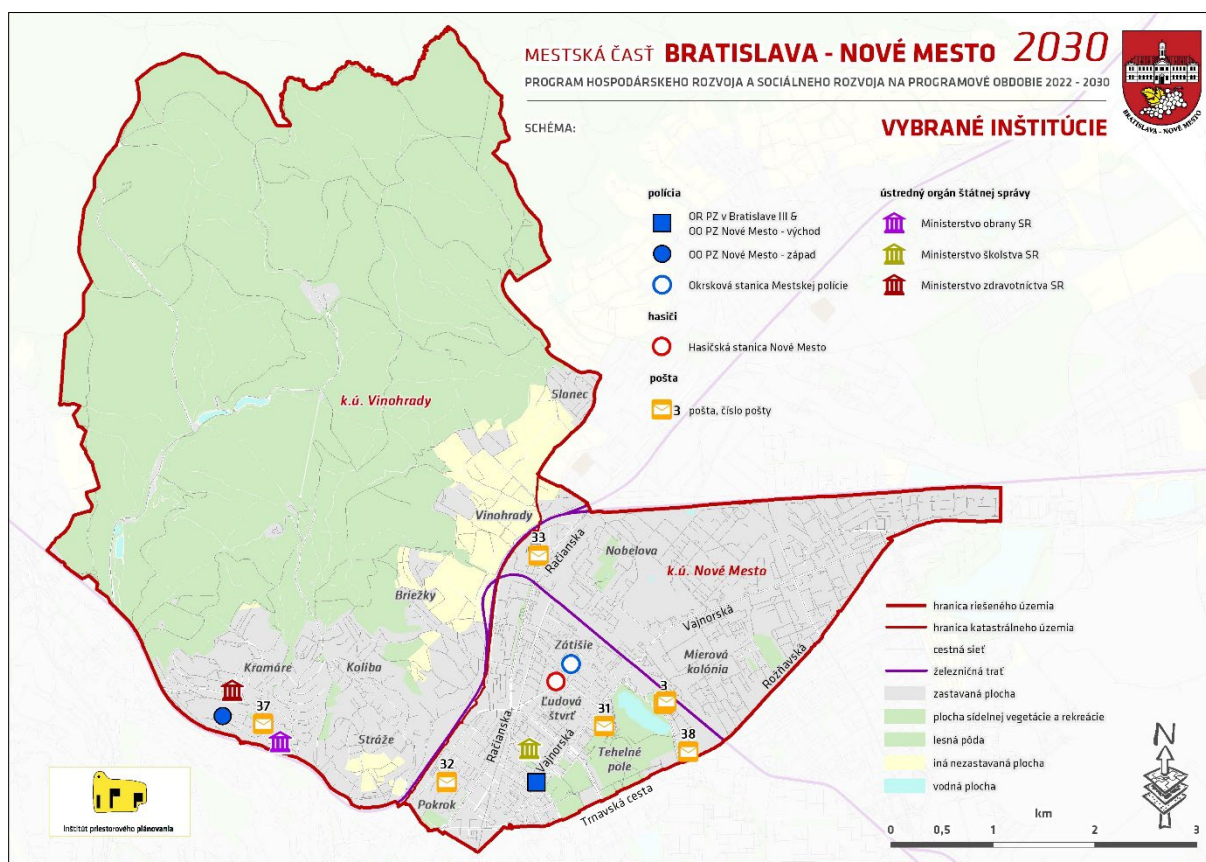 MESTSKÁ ČASŤ BRATISLAVA - NOVÉ MESTO 2030
PROGRAM HOSPODÁRSKEHO ROZVOJA A SOCIÁLNEHO ROZVOJA NA PROGRAMOVÉ OBDOBIE 2022 - 2030
SCHÉMA:
VYBRANÉ INŠTITÚCIE
BRATISLAVA - NOVÉ MESTO
polícia
OR PZ v Bratislave III &
OO PZ Nové Mesto - východ
OO PZ Nové Mesto - západ
Okrsková stanica Mestskej polície
hasiči
Hasičská stanica Nové Mesto
pošta
3 pošta, číslo pošty
ústredný orgán štátnej správy
Ministerstvo obrany SR
Ministerstvo školstva SR
Ministerstvo zdravotníctva SR
k.ú. Vinohrady
Slanec
Vinohrady
33
Račianska
Nobelova
k.ú. Nové Mesto
Briežky
Vajnorská
Zátišie
Mierová
kolónia
Rožňavská
Kramáre
Koliba
37
Ľudová
štvrť
3
31
Račianska
Stráže
Vajnorská
Tehelné
pole
38
32
Pokrok
Trnavská cesta
hranica riešeného územia
hranica katastrálneho územia
cestná sieť
železničná trať
zastavaná plocha
plocha sídelnej vegetácie a rekreácie
lesná pôda
iná nezastavaná plocha
vodná plocha
N
km
0 0,5 1 2 3
Inštitút priestorového plánovania